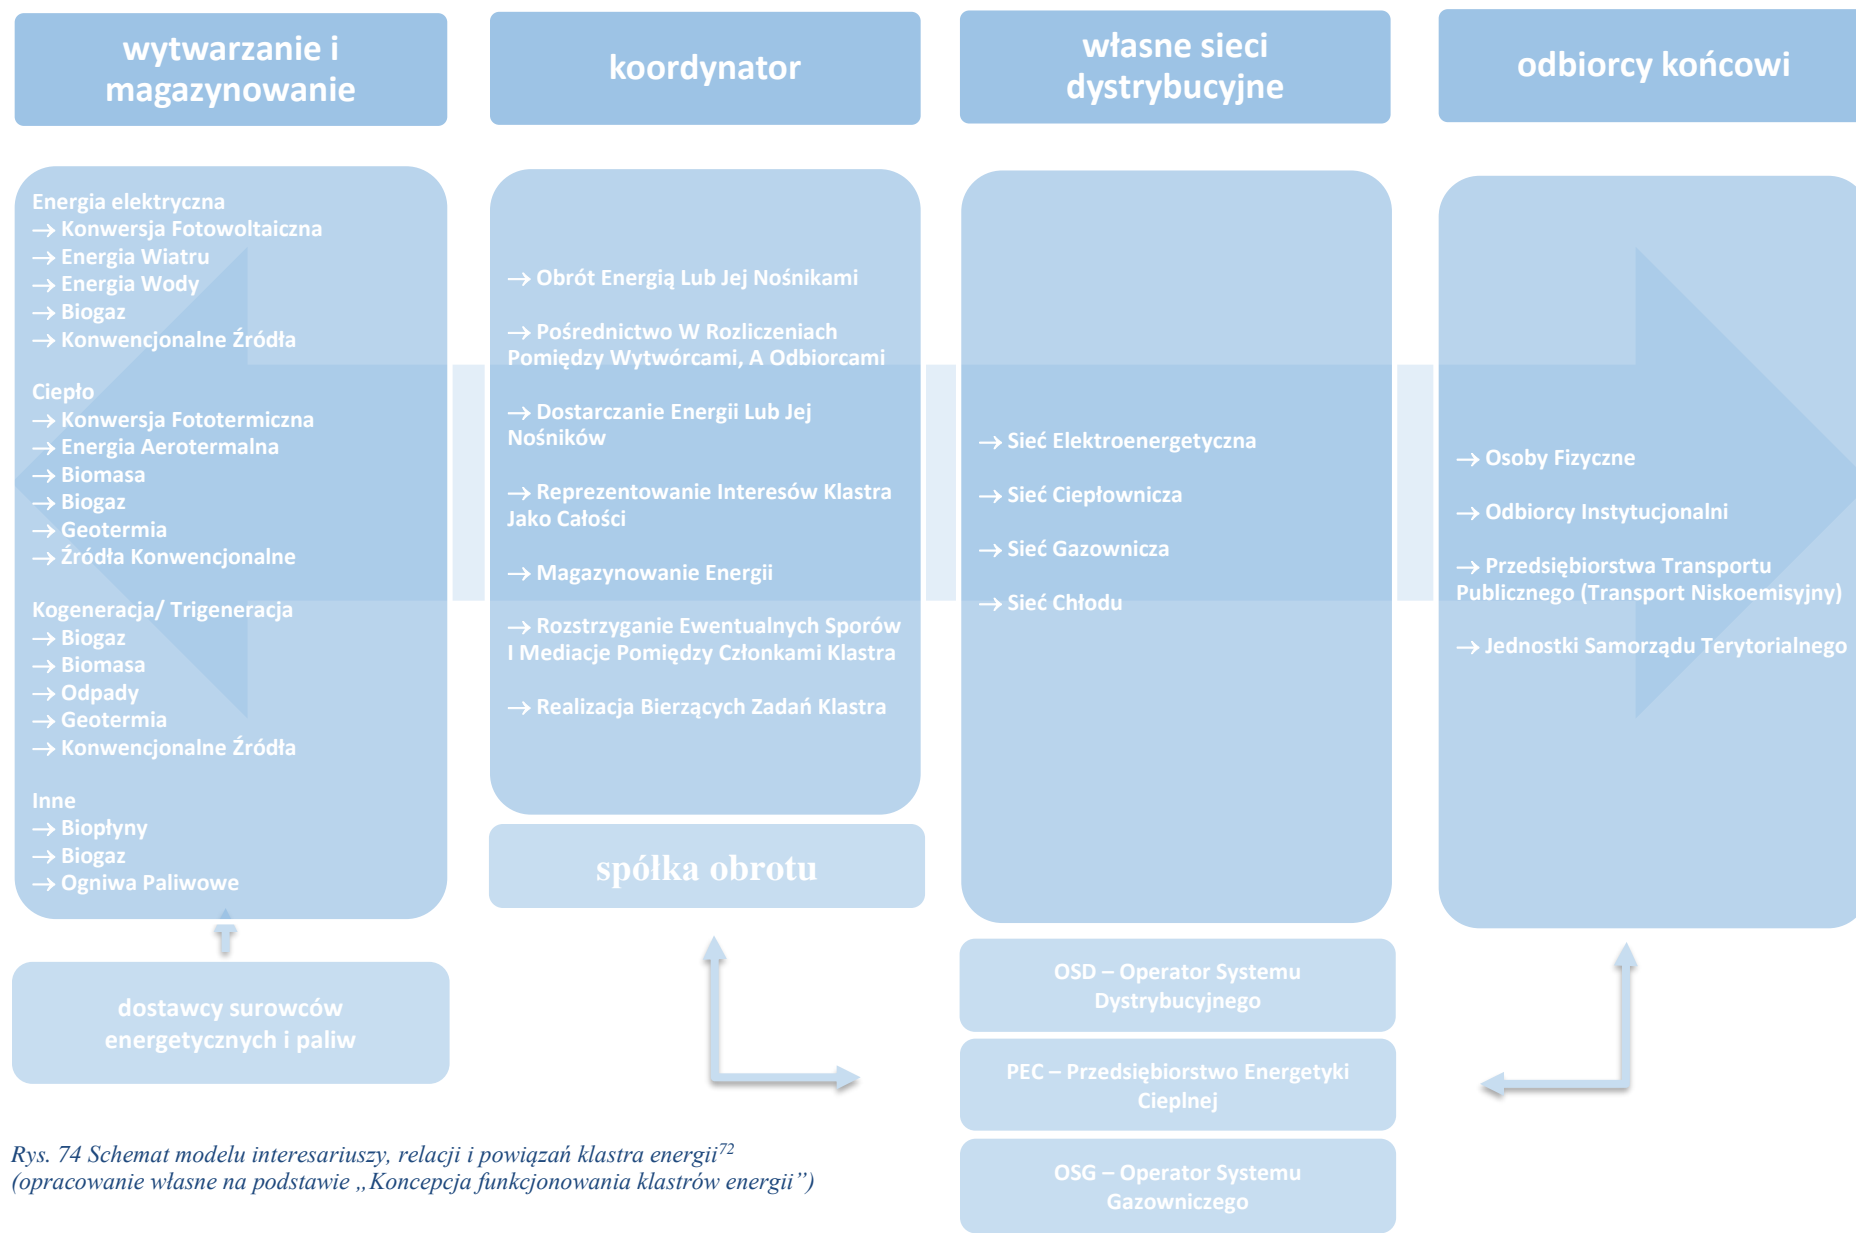 wytwarzanie i
magazynowanie
koordynator
własne sieci
dystrybucyjne
odbiorcy końcowi
Energia elektryczna
→ Konwersja Fotowoltaiczna
→ Energia Wiatru
→ Energia Wody
→ Biogaz
→ Konwencjonalne Źródła
Ciepło
→ Konwersja Fototermiczna
→ Energia Aerotermalna
→ Biomasa
→ Biogaz
→ Geotermia
→ Źródła Konwencjonalne
Kogeneracja/ Trigeneracja
→ Biogaz
→ Biomasa
→ Odpady
→ Geotermia
→ Konwencjonalne Źródła
Inne
→ Biopłyny
→ Biogaz
→ Ogniwa Paliwowe
dostawcy surowców
energetycznych i paliw
→ Obrót Energią Lub Jej Nośnikami
→ Pośrednictwo W Rozliczeniach
Pomiędzy Wytwórcami, A Odbiorcami
→ Dostarczanie Energii Lub Jej
Nośników
→ Reprezentowanie Interesów Klastra
Jako Całości
→ Magazynowanie Energii
→ Rozstrzyganie Ewentualnych Sporów
I Mediacje Pomiędzy Członkami Klastra
→ Realizacja Bierzących Zadań Klastra
spółka obrotu
→ Sieć Elektroenergetyczna
→ Sieć Ciepłownicza
→ Sieć Gazownicza
→ Sieć Chłodu
OSD – Operator Systemu
Dystrybucyjnego
PEC – Przedsiębiorstwo Energetyki
Cieplnej
OSG – Operator Systemu
Gazowniczego
→ Osoby Fizyczne
→ Odbiorcy Instytucjonalni
→ Przedsiębiorstwa Transportu
Publicznego (Transport Niskoemisyjny)
→ Jednostki Samorządu Terytorialnego
Rys. 74 Schemat modelu interesariuszy, relacji i powiązań klastra energii72
(opracowanie własne na podstawie „Koncepcja funkcjonowania klastrów energii”)